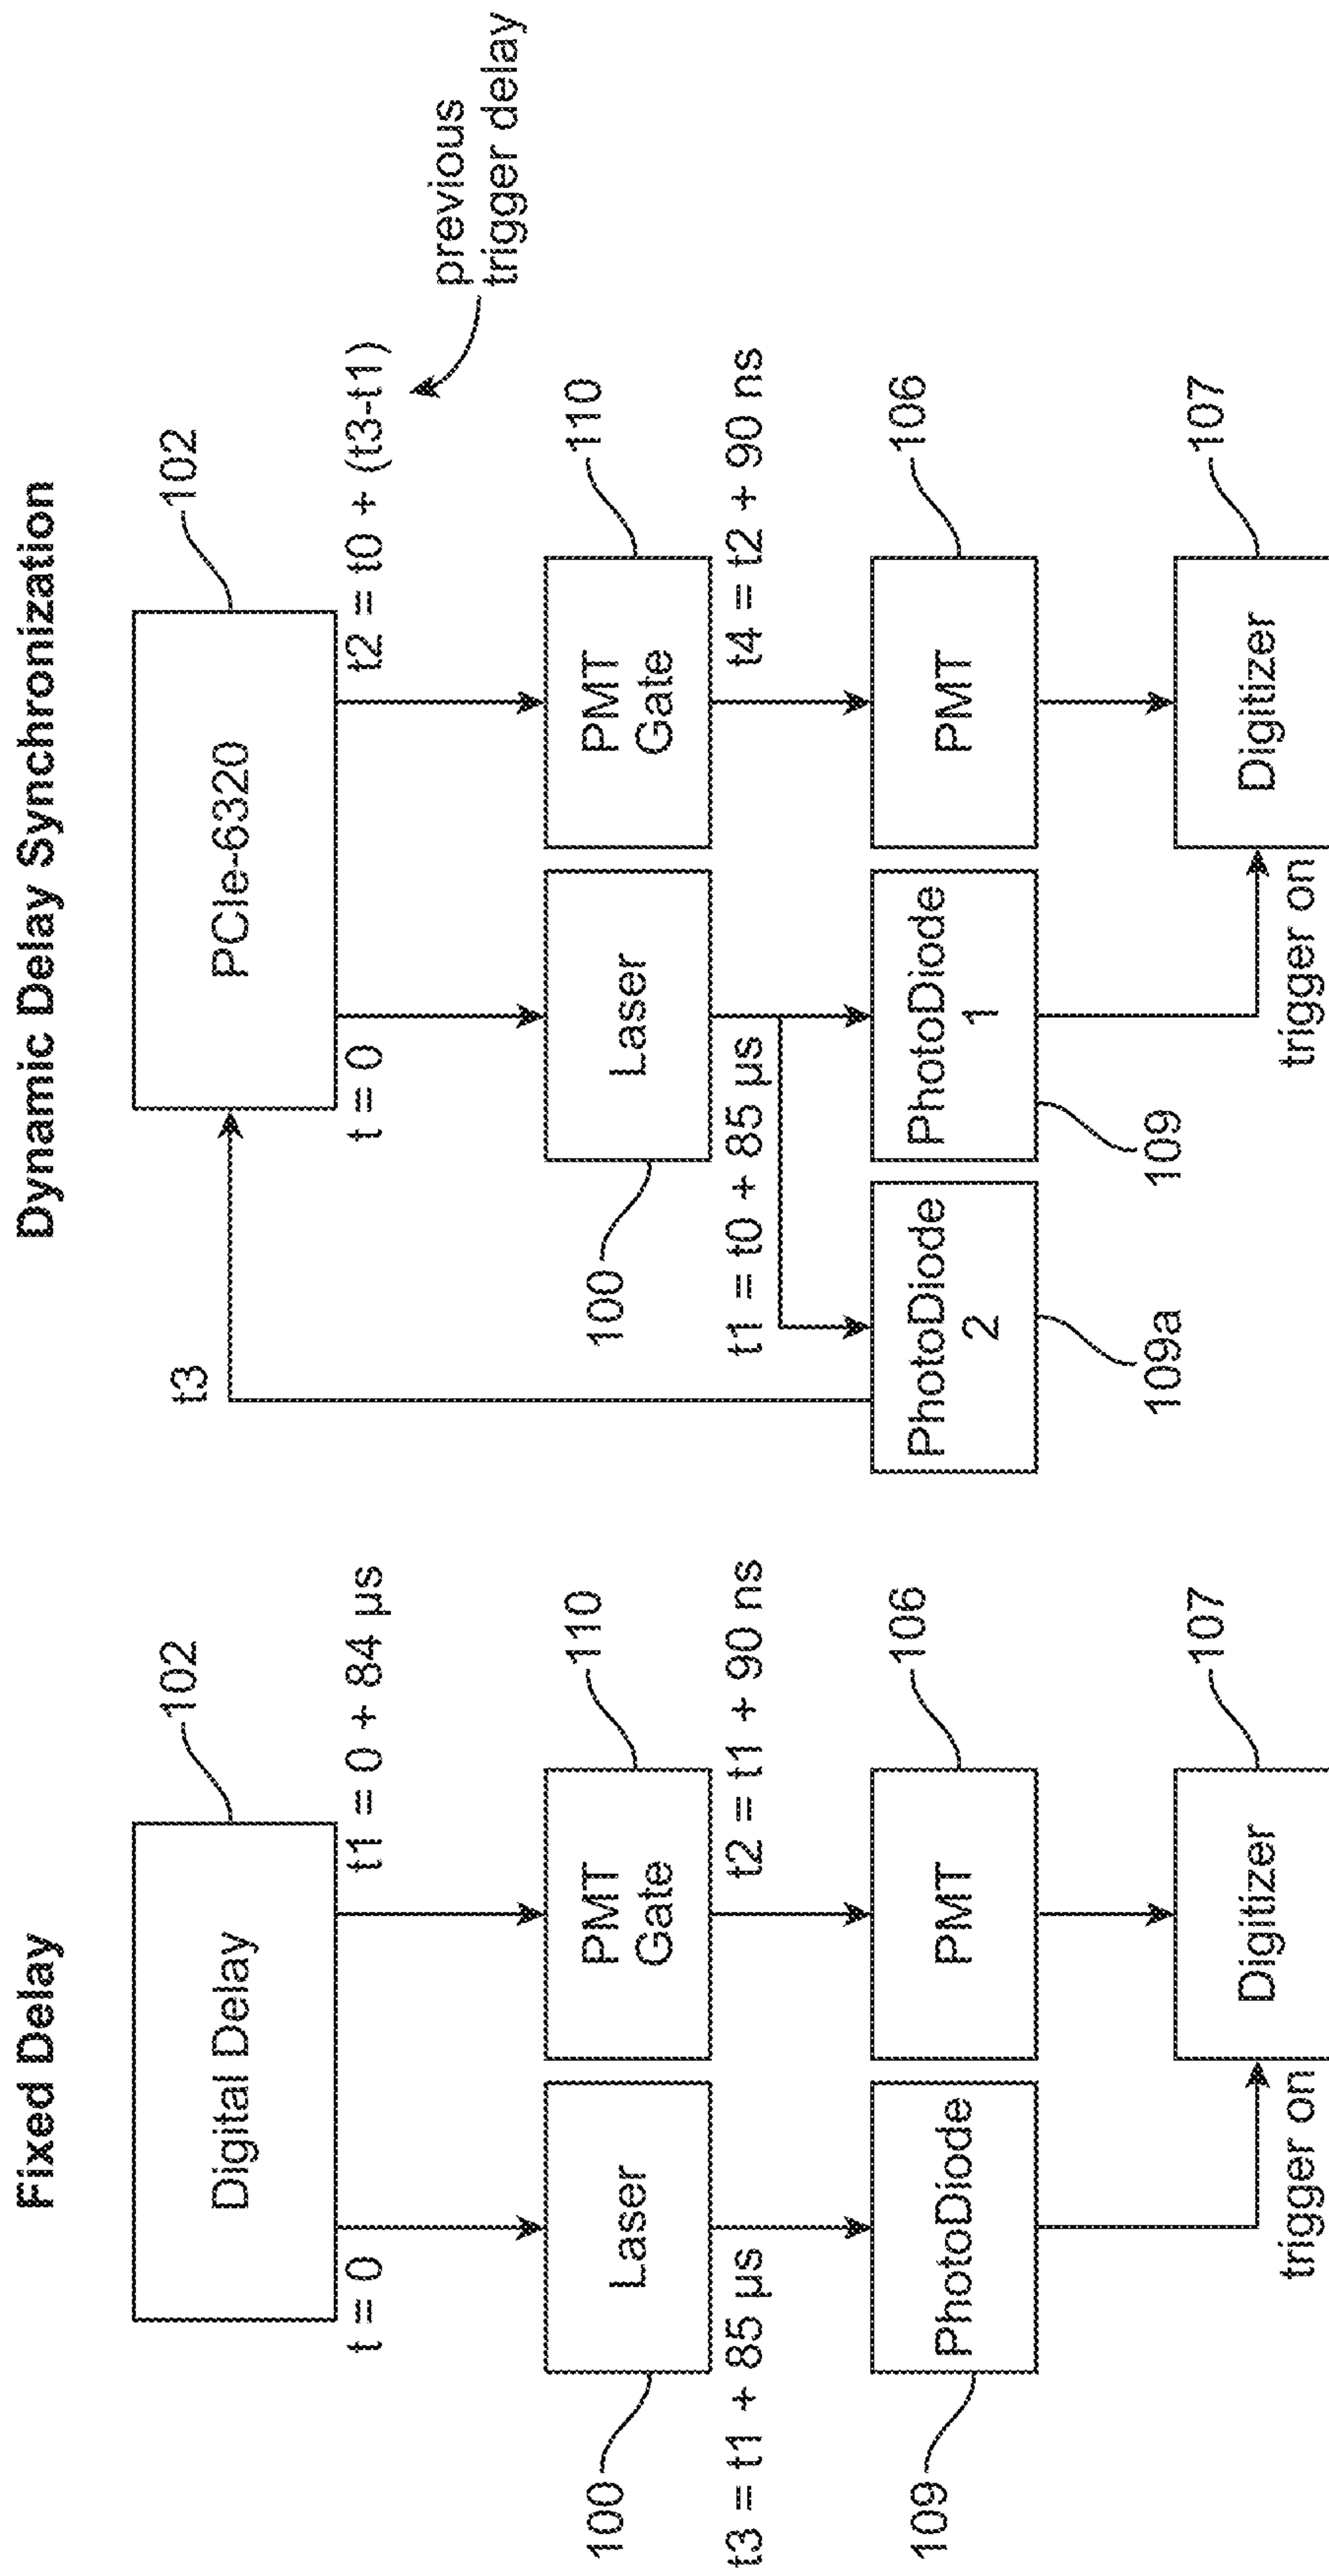 Fixed Delay
Digital Delay
102
t = 0
t1 = 0 + 84 µs
Laser
PMT
Gate
110
100
t3 = t1 + 85 µs
t2 = t1 + 90 ns
PhotoDiode
PMT
106
109
Digitizer
107
trigger on
Dynamic Delay Synchronization
PCIe-6320
102
t3
t = 0
t2 = t0 + (t3-t1)
previous
trigger delay
Laser
PMT
Gate
110
100
t1 = t0 + 85 µs
t4 = t2 + 90 ns
PhotoDiode
2
PhotoDiode
1
PMT
106
109a
109
Digitizer
107
trigger on